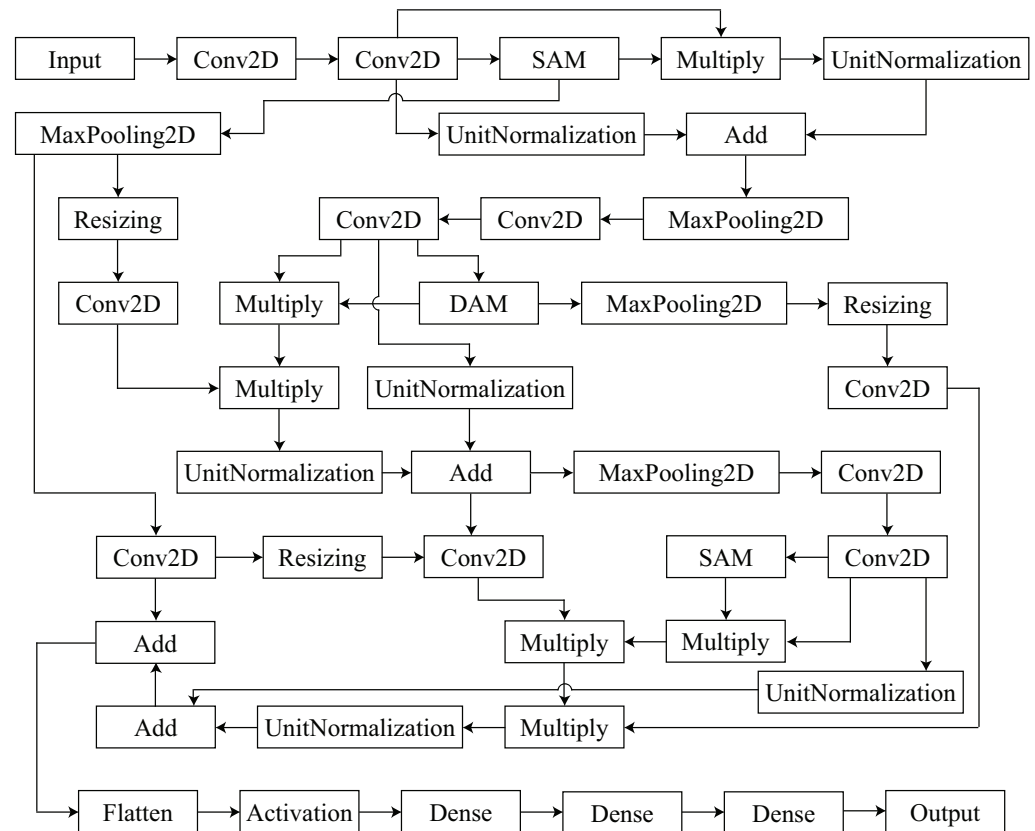 Input Conv2D Conv2D SAM Multiply UnitNormalization
MaxPooling2D UnitNormalization Add
Resizing Conv2D Conv2D MaxPooling2D
Conv2D Multiply DAM MaxPooling2D Resizing
Multiply UnitNormalization Conv2D
UnitNormalization Add MaxPooling2D Conv2D
Conv2D Resizing Conv2D SAM Conv2D
Add Multiply Multiply
UnitNormalization
Add UnitNormalization Multiply
Flatten Activation Dense Dense Dense Output